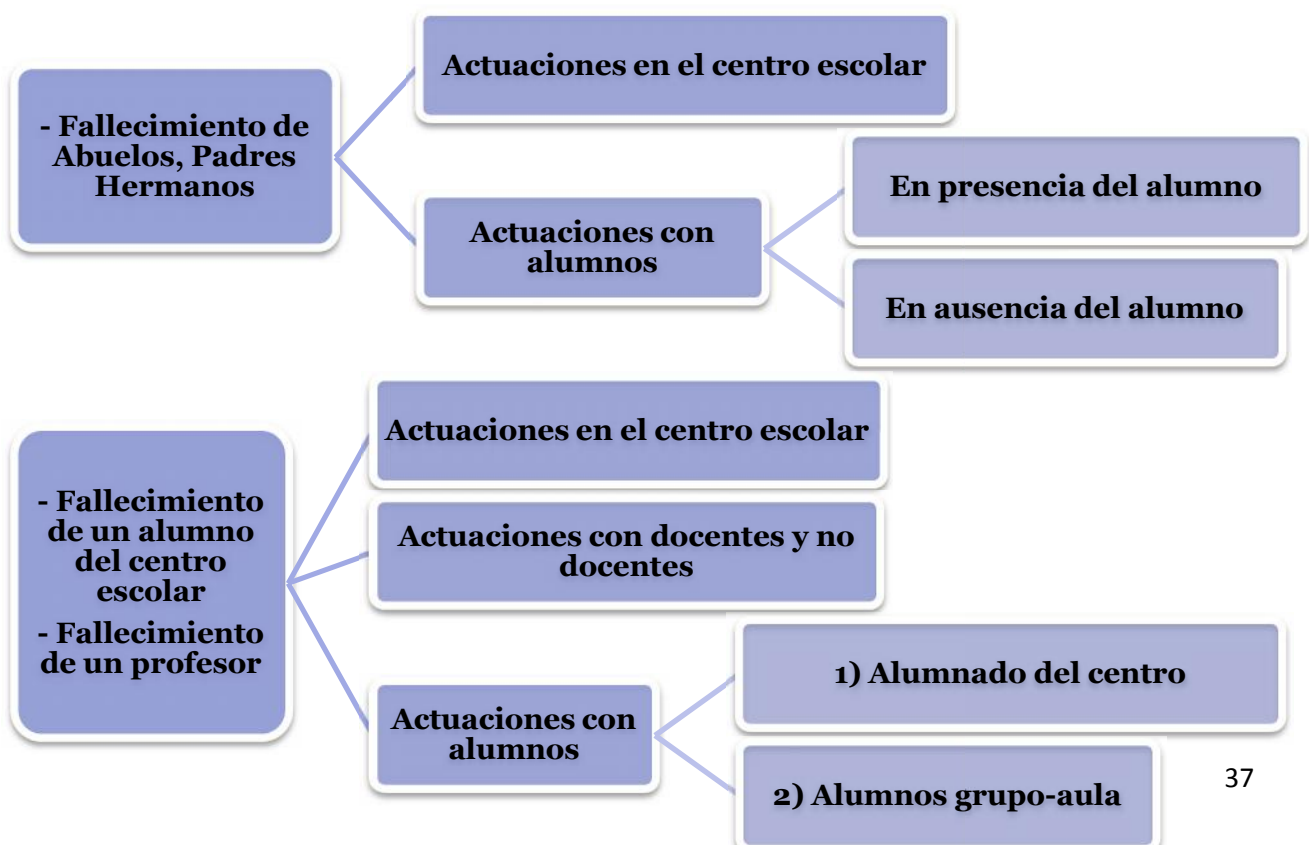 Actuaciones en el centro escolar
- Fallecimiento de
Abuelos, Padres
Hermanos
En presencia del alumno
Actuaciones con
alumnos
En ausencia del alumno
Actuaciones en el centro escolar
- Fallecimiento
de un alumno
del centro
escolar
- Fallecimiento
de un profesor
Actuaciones con docentes y no
docentes
1) Alumnado del centro
Actuaciones con
alumnos
2) Alumnos grupo-aula
37